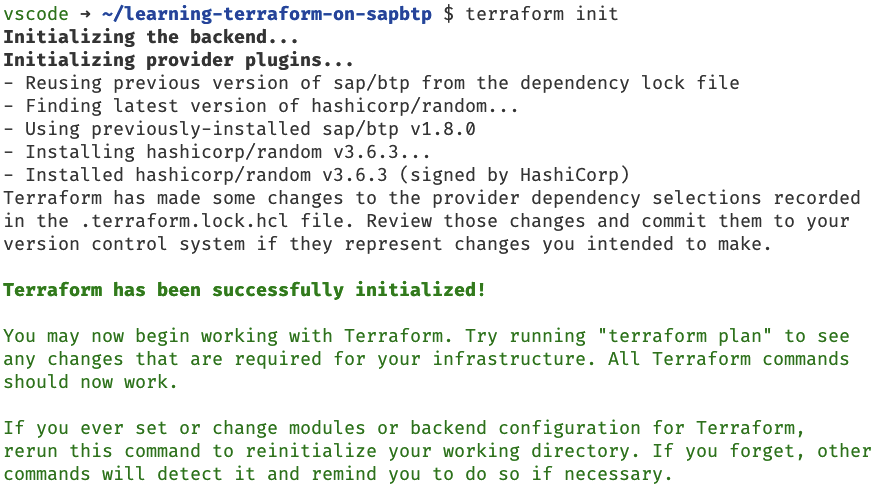 vscode → ~/learning-terraform-on-sapbtp $ terraform init
Initializing the backend...
Initializing provider plugins...
- Reusing previous version of sap/btp from the dependency lock file
- Finding latest version of hashicorp/random...
- Using previously-installed sap/btp v1.8.0
- Installing hashicorp/random v3.6.3...
- Installed hashicorp/random v3.6.3 (signed by HashiCorp)
Terraform has made some changes to the provider dependency selections recorded
in the .terraform.lock.hcl file. Review those changes and commit them to your
version control system if they represent changes you intended to make.
Terraform has been successfully initialized!
You may now begin working with Terraform. Try running "terraform plan" to see
any changes that are required for your infrastructure. All Terraform commands
should now work.
If you ever set or change modules or backend configuration for Terraform,
rerun this command to reinitialize your working directory. If you forget, other
commands will detect it and remind you to do so if necessary.